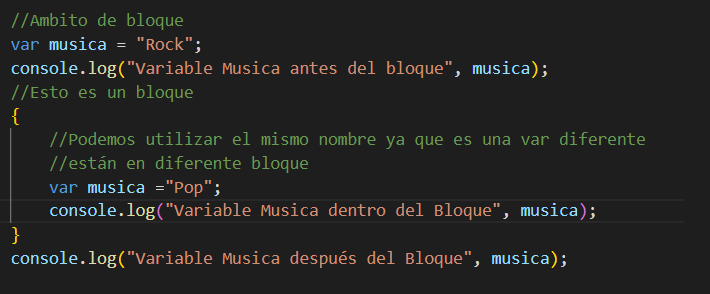 //Ambito de bloque
var musica = "Rock";
console.log("Variable Musica antes del bloque", musica);
//Esto es un bloque
{
//Podemos utilizar el mismo nombre ya que es una var diferente
//están en diferente bloque
var musica ="Pop";
console.log("Variable Musica dentro del Bloque", musica);
}
console.log("Variable Musica después del Bloque", musica);